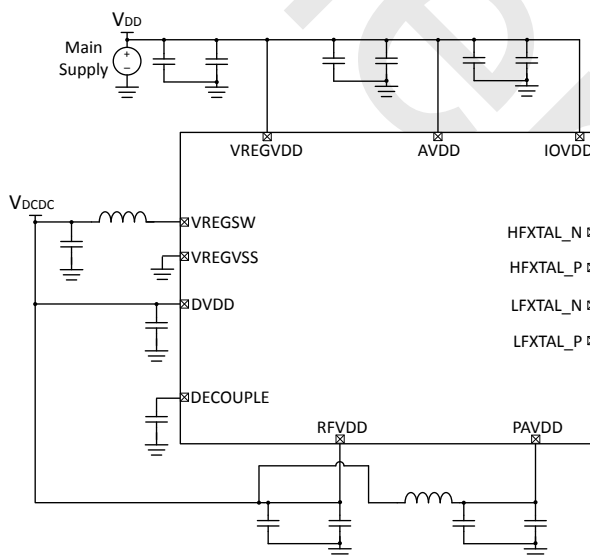 VDD
Main
Supply
+
−
VREGVDD
AVDD
IOVDD
VDCDC
VREGSW
HFXTAL_N
VREGVSS
HFXTAL_P
DVDD
LFXTAL_N
LFXTAL_P
DECOUPLE
RFVDD
PAVDD